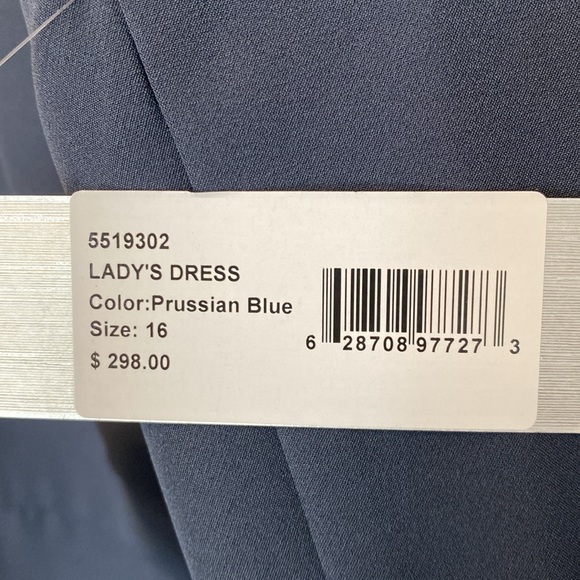 5519302
LADY'S DRESS
Color:Prussian Blue
Size: 16
$ 298.00
6 28708 97727 3